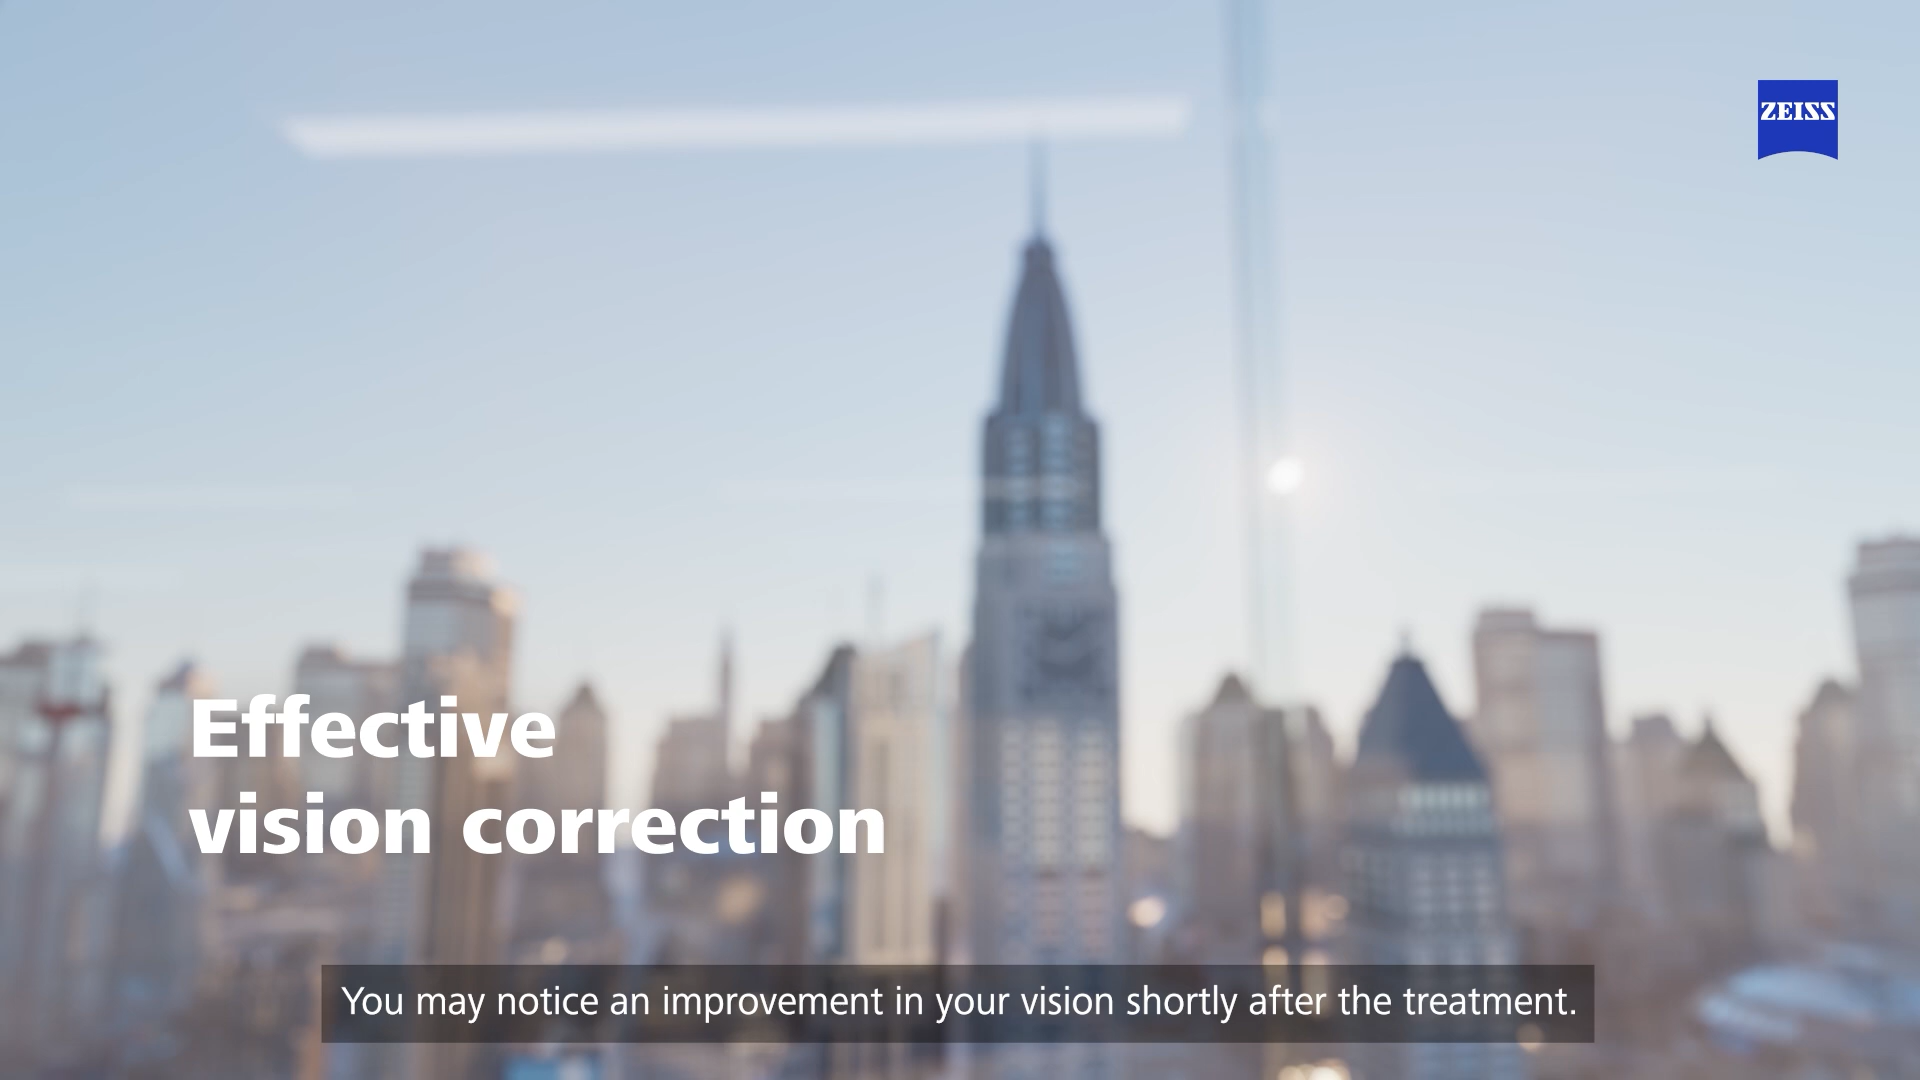 ZEISS
Effective
vision correction
You may notice an improvement in your vision shortly after the treatment.